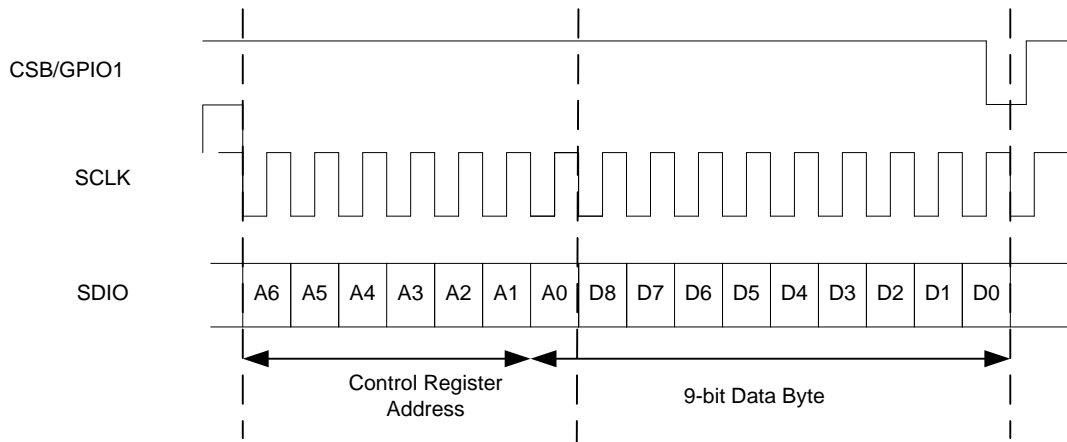 CSB/GPIO1
SCLK
SDIO
A6 A5 A4 A3 A2 A1 A0 D8 D7 D6 D5 D4 D3 D2 D1 D0
Control Register
Address
9-bit Data Byte